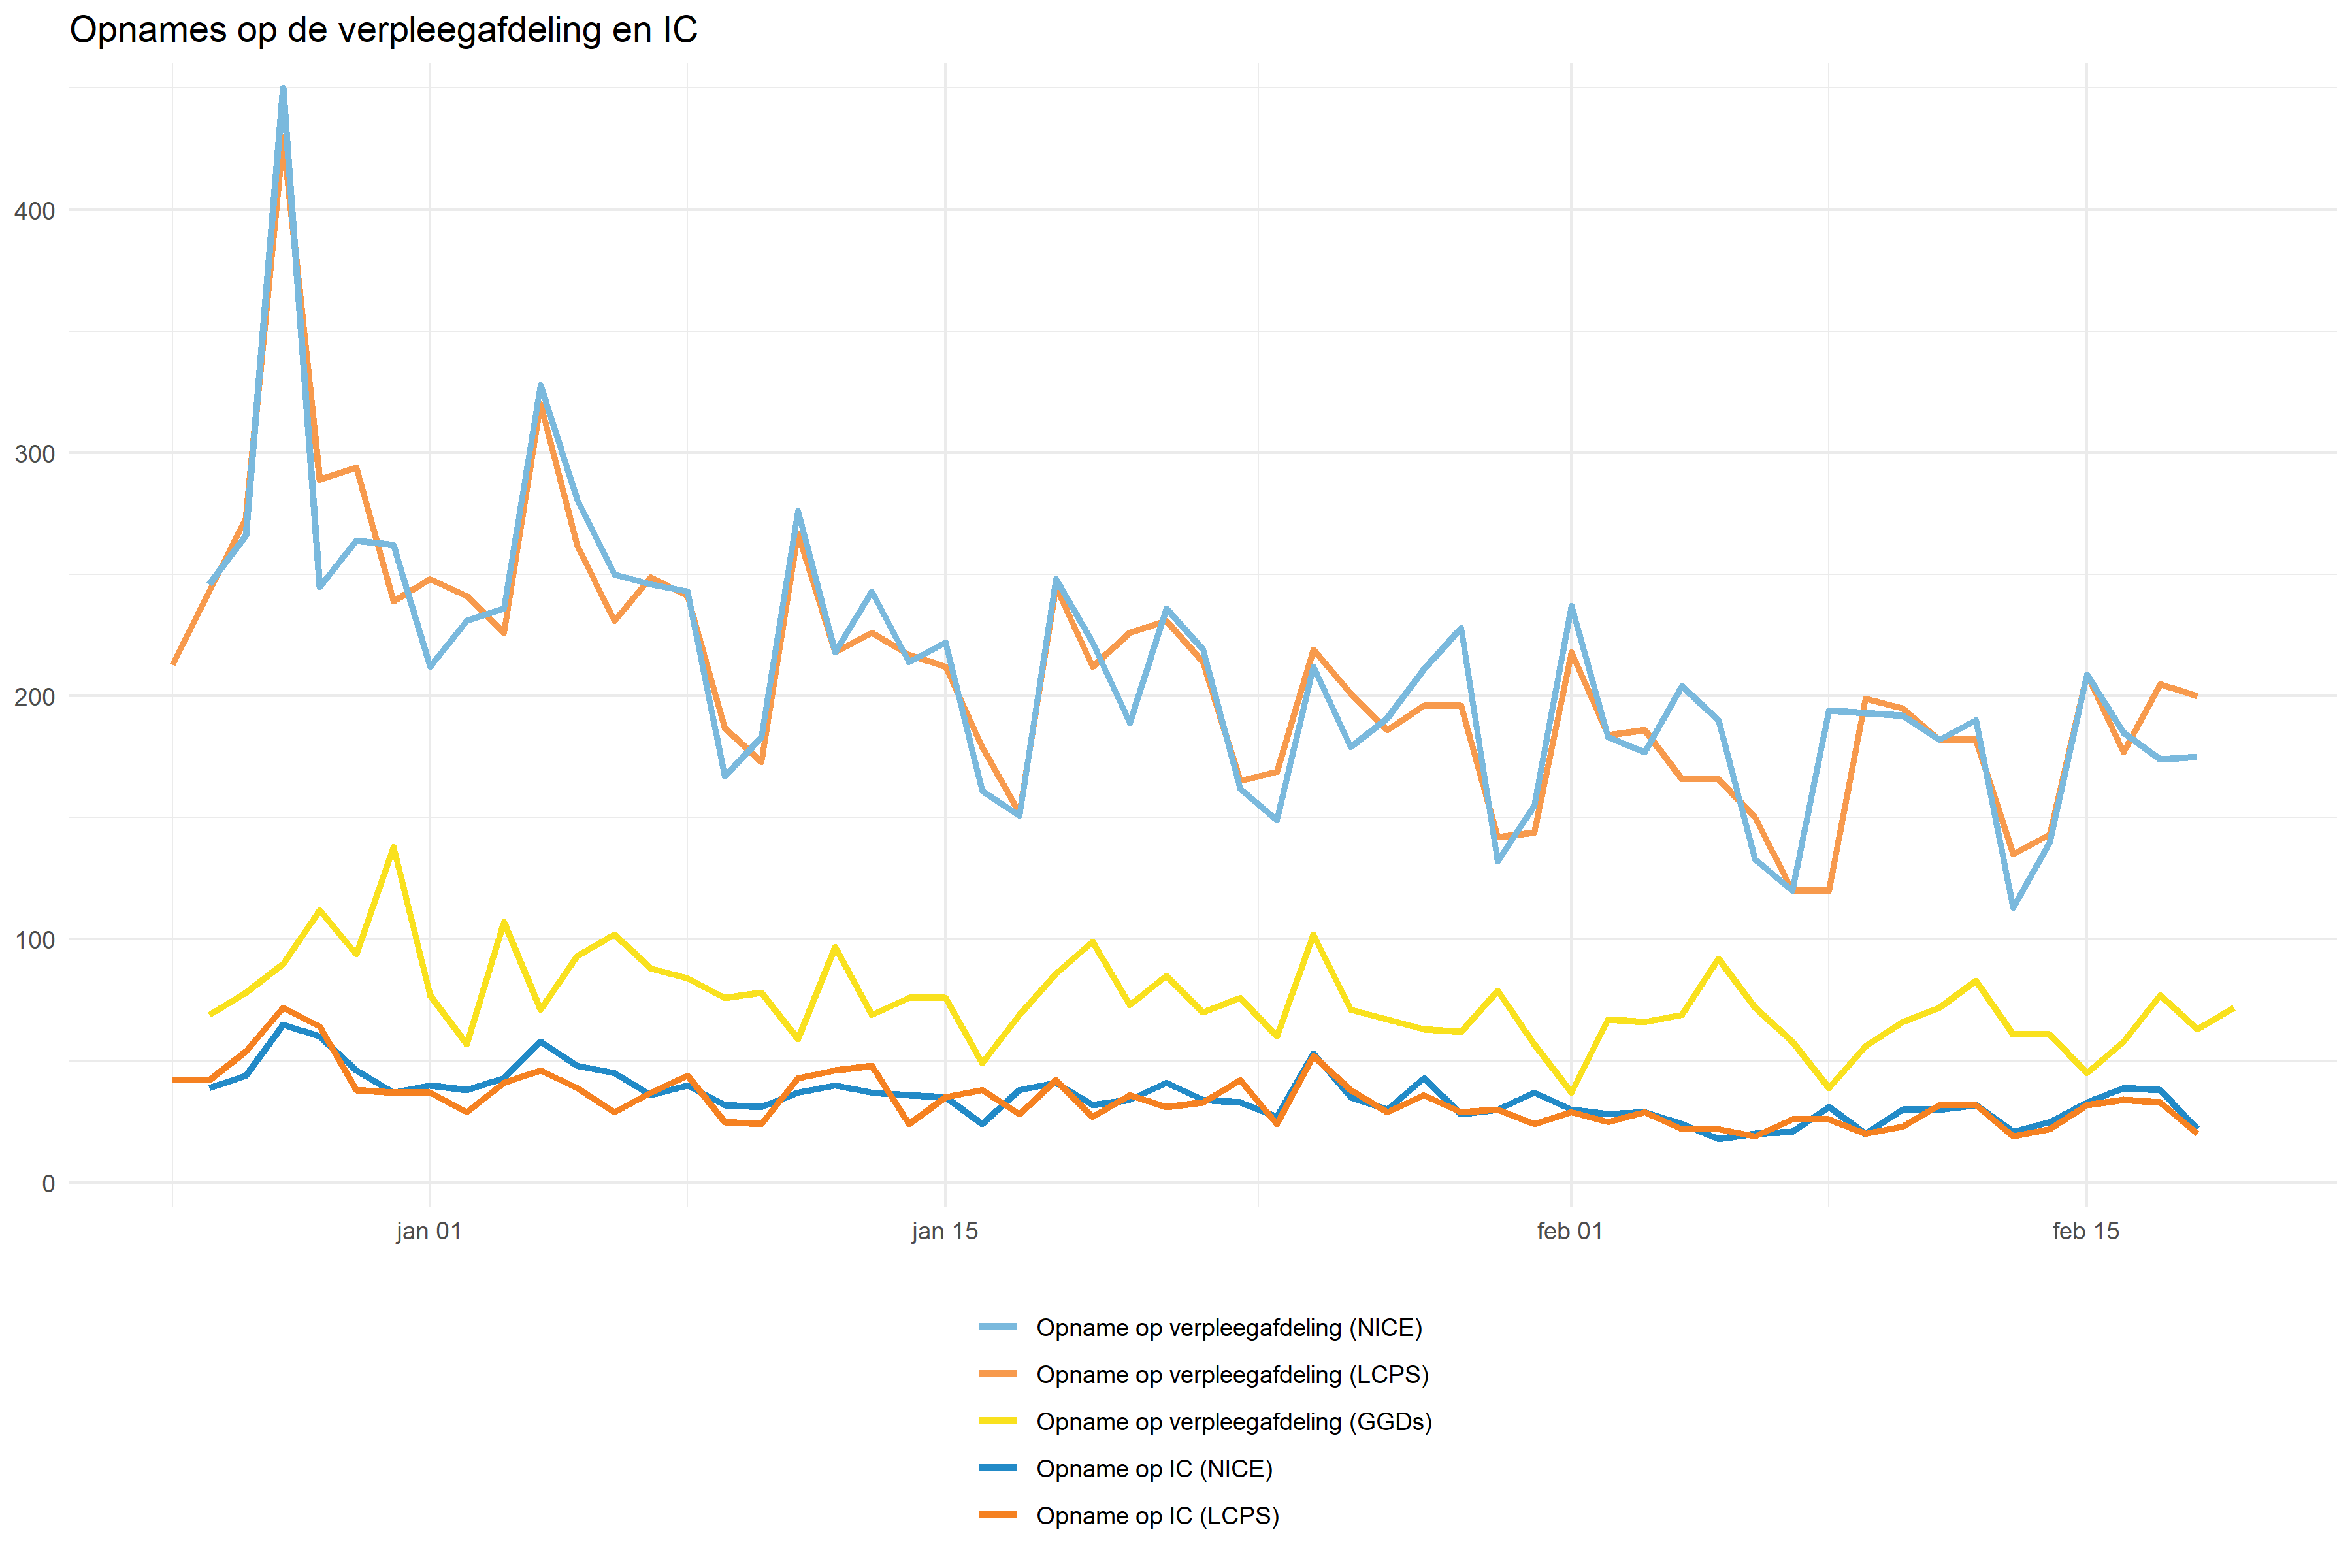 Opnames op de verpleegafdeling en IC
400
300
200
100
0
jan 01
jan 15
feb 01
feb 15
Opname op verpleegafdeling (NICE)
Opname op verpleegafdeling (LCPS)
Opname op verpleegafdeling (GGDs)
Opname op IC (NICE)
Opname op IC (LCPS)